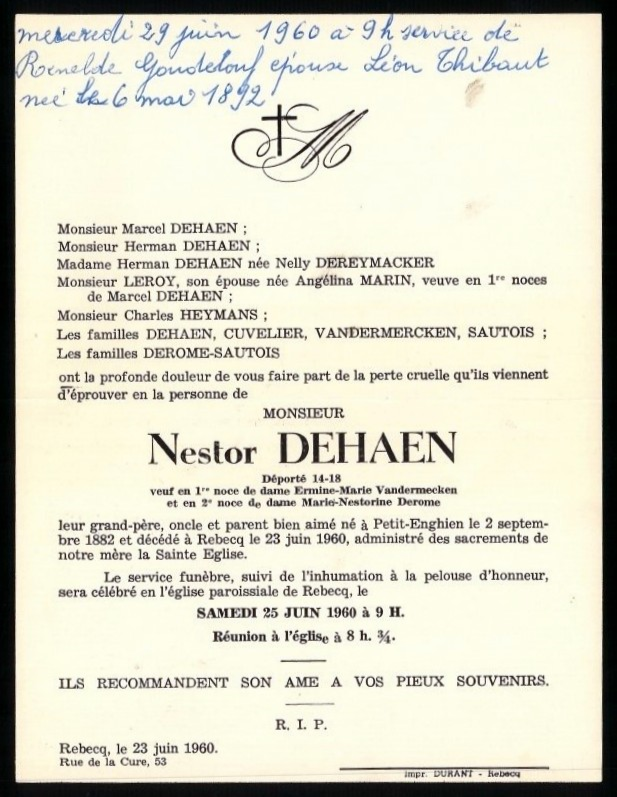 mercredi 29 juin 1960 à 9h service de
Renelde Goudelouf épouse Léon Thibaut
neé le 6 mai 1892
M
Monsieur Marcel DEHAEN ;
Monsieur Herman DEHAEN ;
Madame Herman DEHAEN née Nelly DEREYMACKER
Monsieur LEROY, son épouse née Angélina MARIN, veuve en 1re noces
de Marcel DEHAEN ;
Monsieur Charles HEYMANS ;
Les familles DEHAEN, CUVELIER, VANDERMERCKEN, SAUTOIS ;
Les familles DEROME-SAUTOIS
ont la profonde douleur de vous faire part de la perte cruelle qu'ils viennent
d'éprouver en la personne de
MONSIEUR
Nestor DEHAEN
Déporté 14-18
veuf en 1re noce de dame Ermine-Marie Vandermecken
et en 2e noce de dame Marie-Nestorine Derome
leur grand-père, oncle et parent bien aimé né à Petit-Enghien le 2 septem-
bre 1882 et décédé à Rebecq le 23 juin 1960, administré des sacrements de
notre mère la Sainte Eglise.
Le service funèbre, suivi de l'inhumation à la pelouse d'honneur,
sera célébré en l'église paroissiale de Rebecq, le
SAMEDI 25 JUIN 1960 à 9 H.
Réunion à l'église à 8 h. ¾.
ILS RECOMMANDENT SON AME A VOS PIEUX SOUVENIRS.
R. I. P.
Rebecq, le 23 juin 1960.
Rue de la Cure, 53
Impr. DURANT - Rebecq